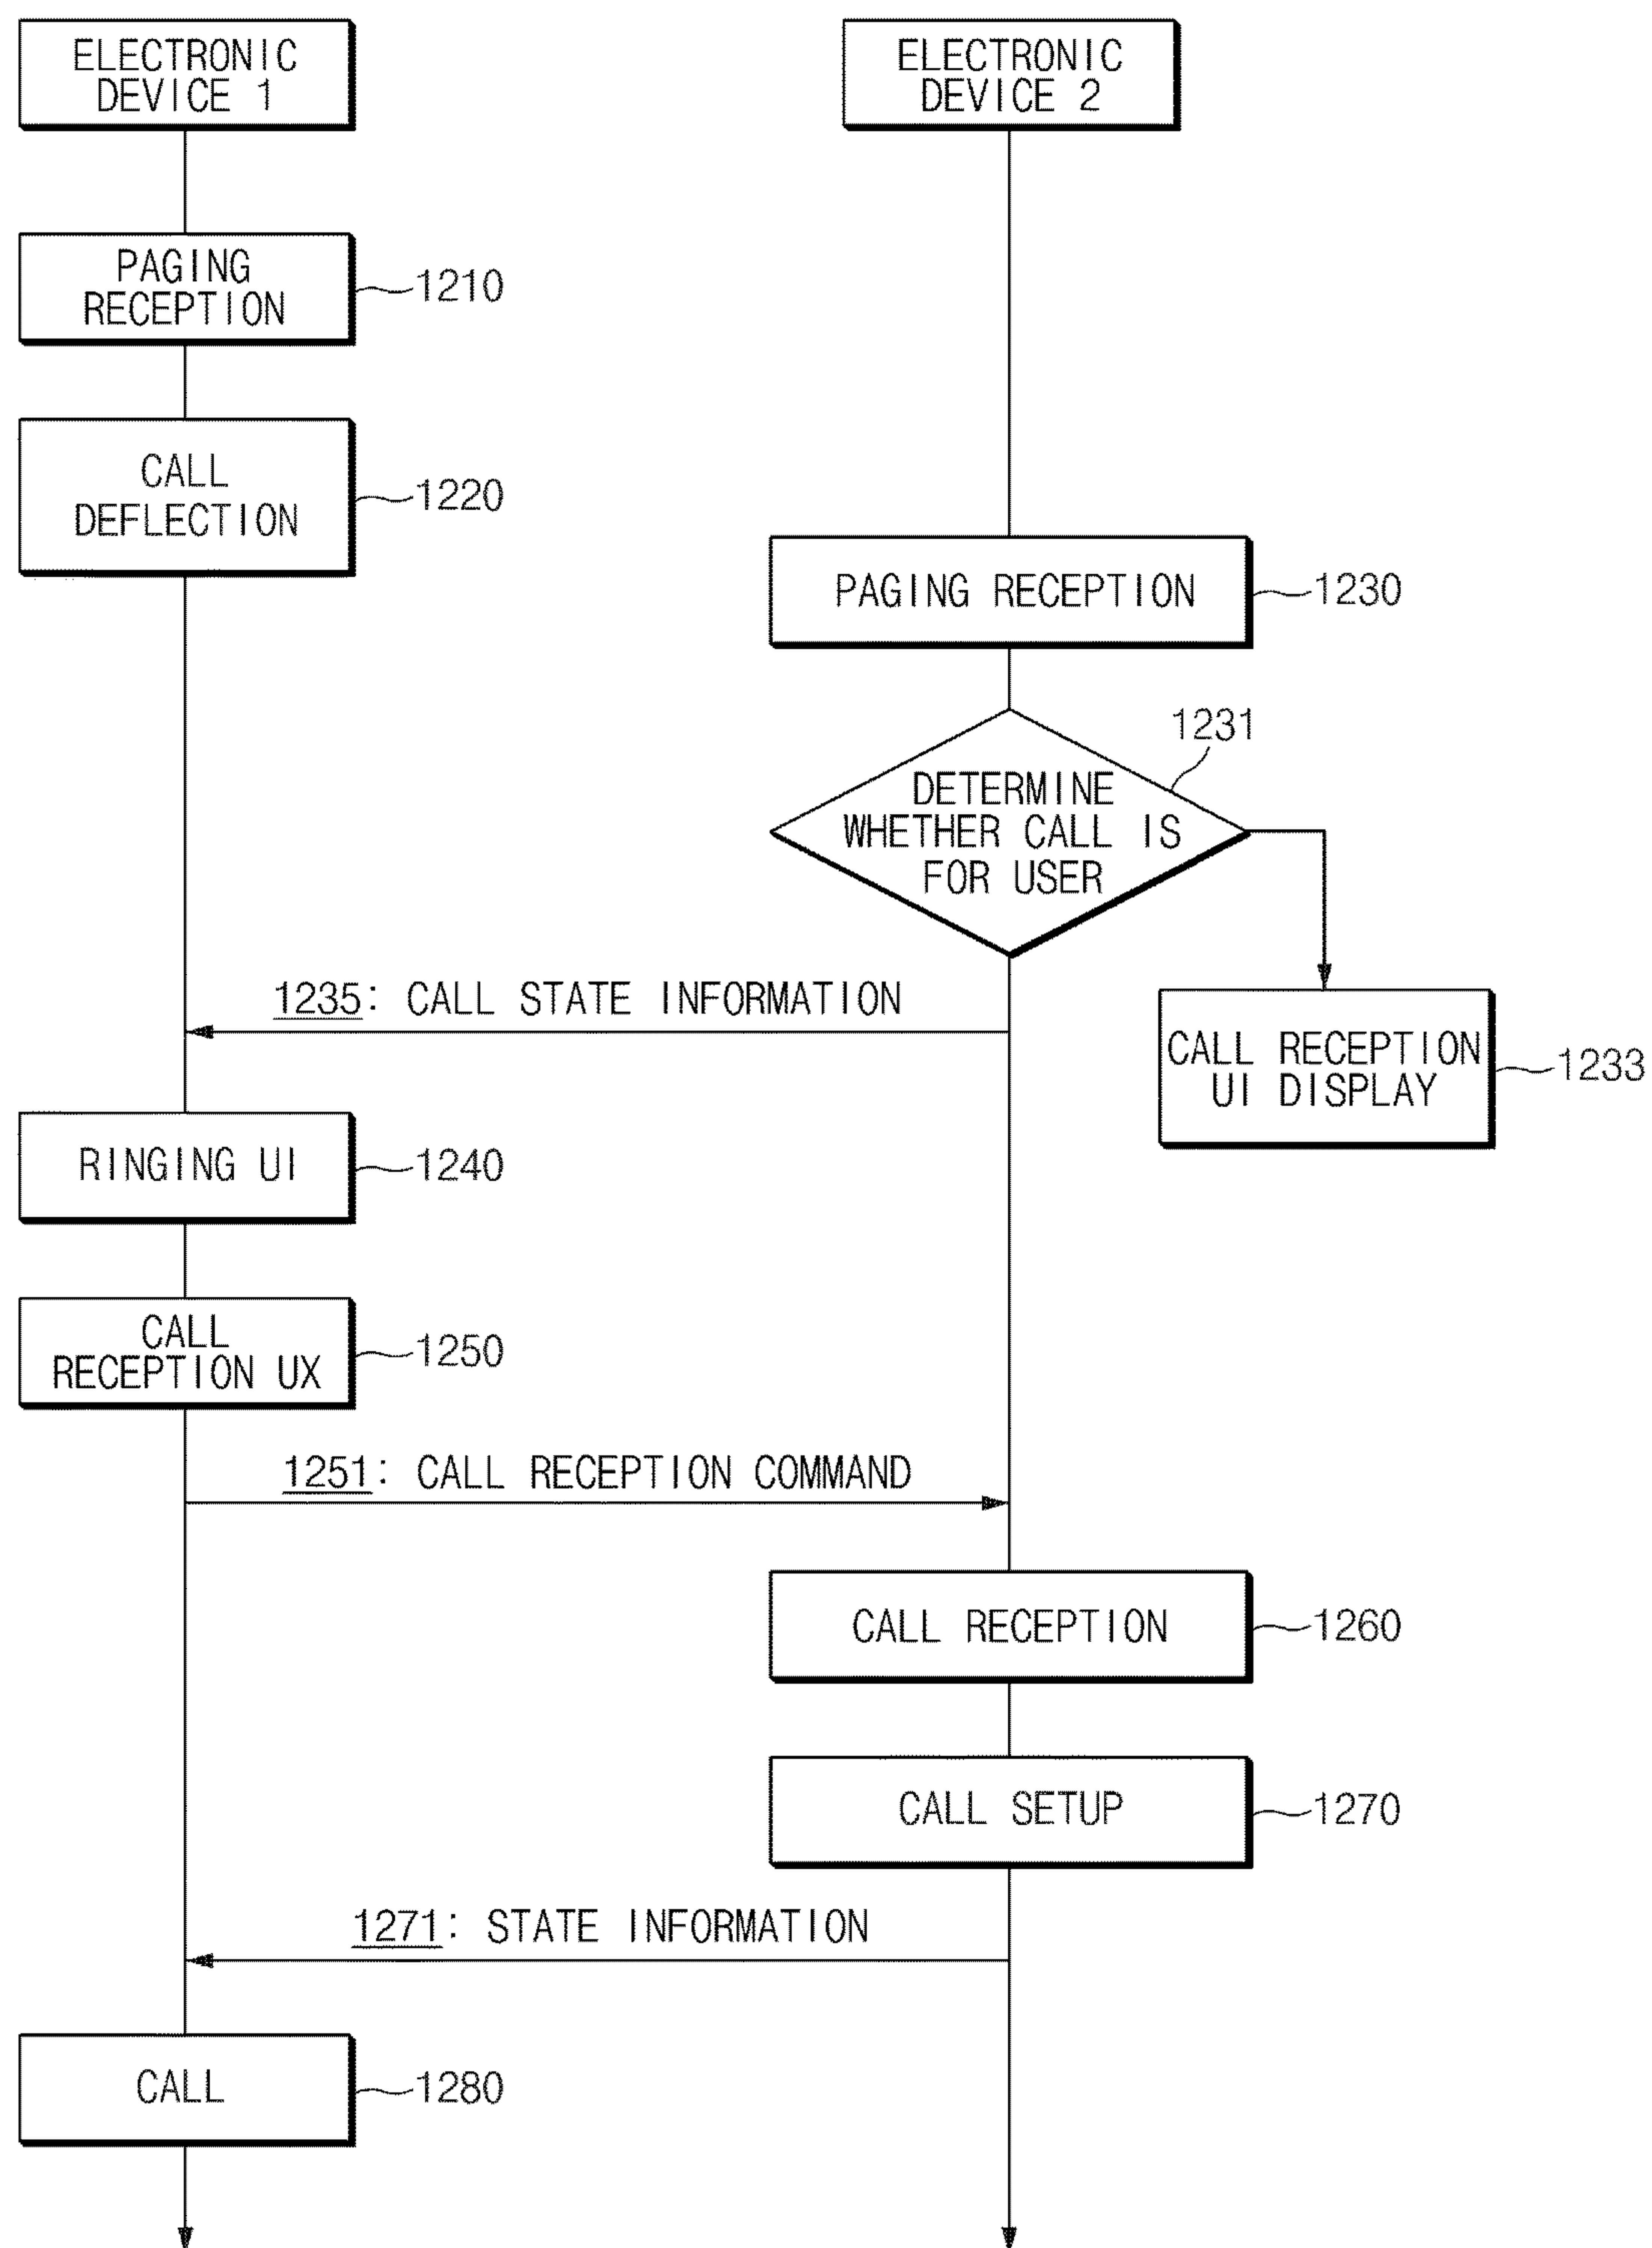 ELECTRONIC
DEVICE 1
ELECTRONIC
DEVICE 2
PAGING
RECEPTION
1210
CALL
DEFLECTION
1220
PAGING RECEPTION
1230
1231
DETERMINE
WHETHER CALL IS
FOR USER
1235: CALL STATE INFORMATION
CALL RECEPTION
UI DISPLAY
1233
RINGING UI
1240
CALL
RECEPTION UX
1250
1251: CALL RECEPTION COMMAND
CALL RECEPTION
1260
CALL SETUP
1270
1271: STATE INFORMATION
CALL
1280